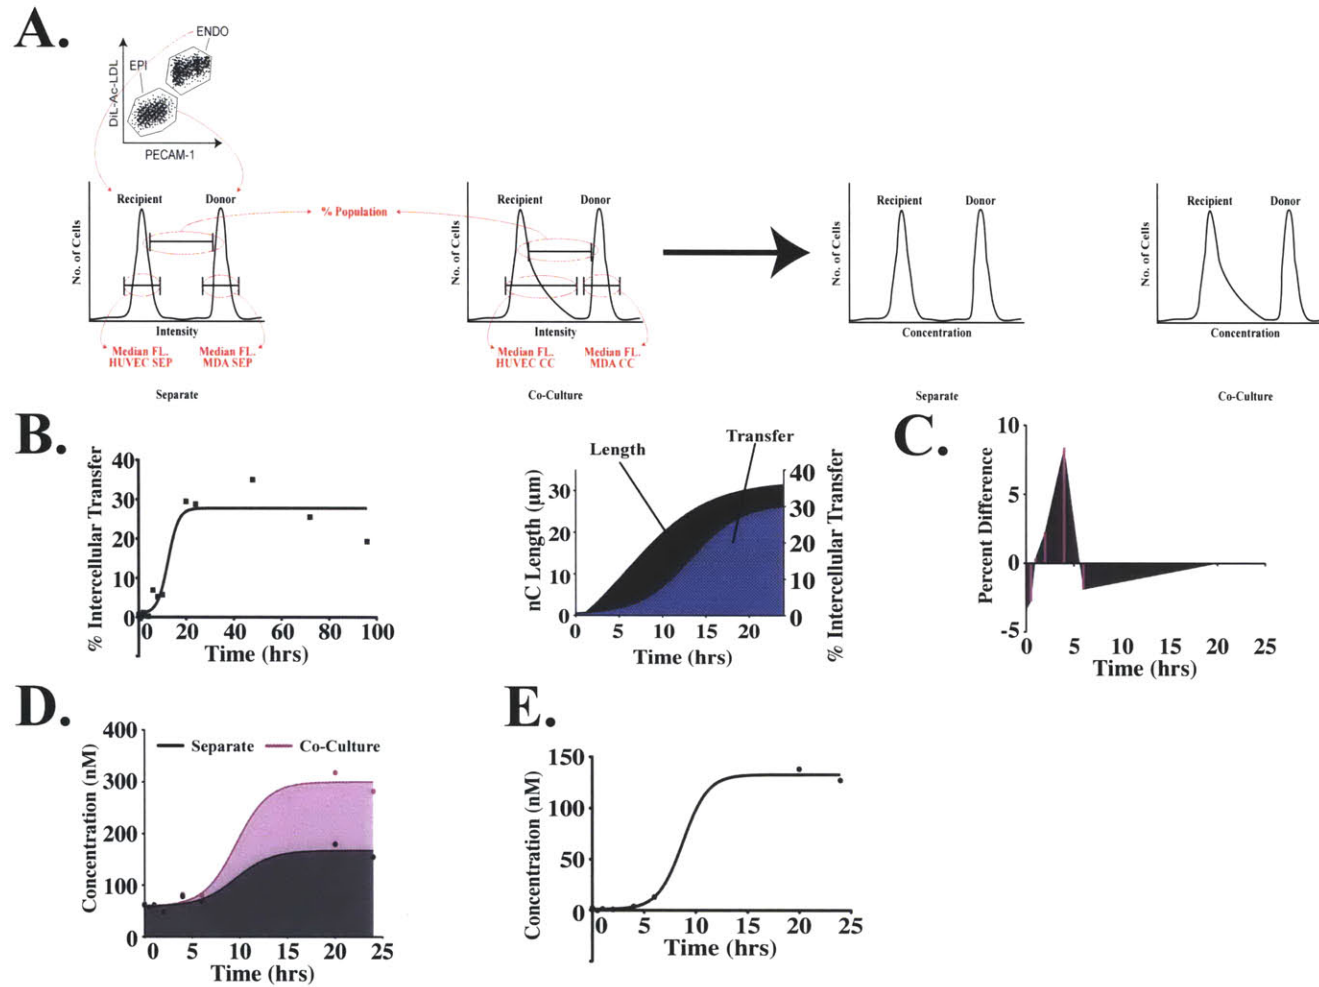 A.
ENDO
EPI
DiL-Ac-LDL
PECAM-1
Recipient Donor
No. of Cells
Intensity
Median FL. HUVEC SEP
Median FL. MDA SEP
Separate
% Population
Recipient Donor
No. of Cells
Intensity
Median FL. HUVEC CC
Median FL. MDA CC
Co-Culture
Recipient Donor
No. of Cells
Concentration
Separate
Recipient Donor
No. of Cells
Concentration
Co-Culture
B.
% Intercellular Transfer
40
30
20
10
0
0 20 40 60 80 100
Time (hrs)
Length
Transfer
nC Length (µm)
30
20
10
0
40
30
20
10
0
% Intercellular Transfer
0 5 10 15 20
Time (hrs)
C.
Percent Difference
10
5
0
-5
0 5 10 15 20 25
Time (hrs)
D.
Separate Co-Culture
Concentration (nM)
400
300
200
100
0
0 5 10 15 20 25
Time (hrs)
E.
Concentration (nM)
150
100
50
0
0 5 10 15 20 25
Time (hrs)